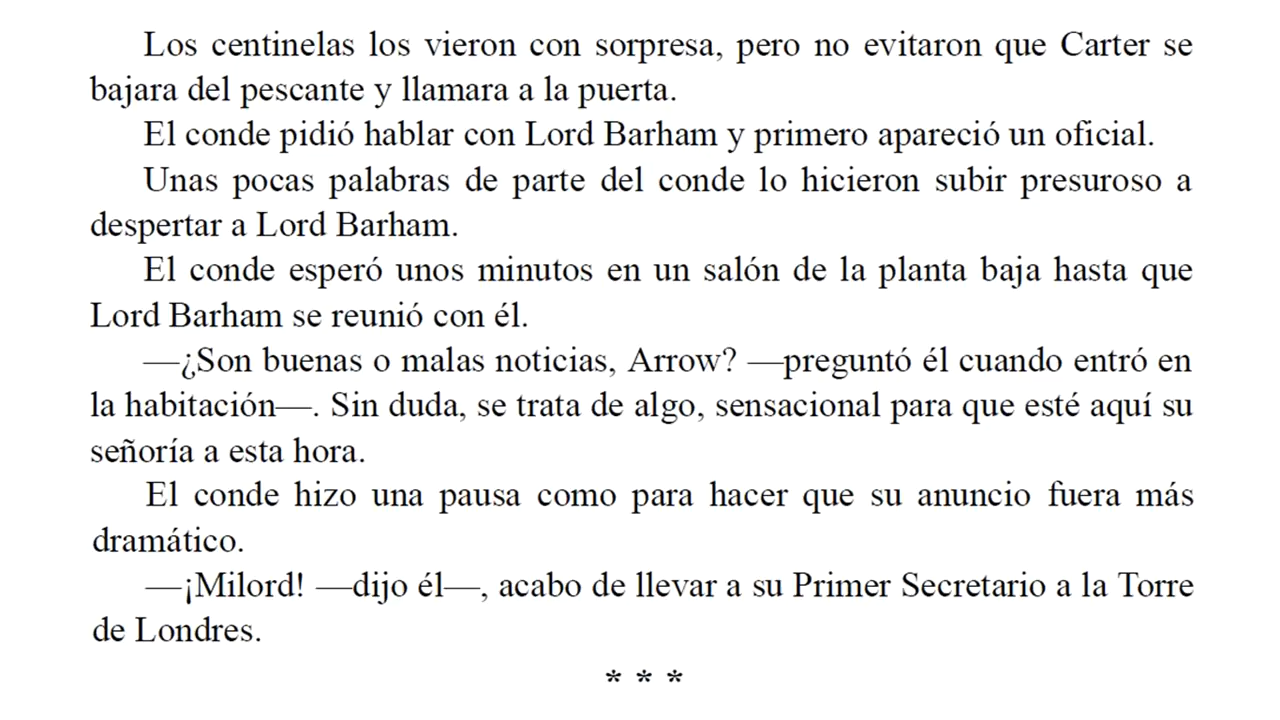 Los centinelas los vieron con sorpresa, pero no evitaron que Carter se
bajara del pescante y llamara a la puerta.
El conde pidió hablar con Lord Barham y primero apareció un oficial.
Unas pocas palabras de parte del conde lo hicieron subir presuroso a
despertar a Lord Barham.
El conde esperó unos minutos en un salón de la planta baja hasta que
Lord Barham se reunió con él.
—¿Son buenas o malas noticias, Arrow? —preguntó él cuando entró en
la habitación—. Sin duda, se trata de algo, sensacional para que esté aquí su
señoría a esta hora.
El conde hizo una pausa como para hacer que su anuncio fuera más
dramático.
—¡Milord! —dijo él—, acabo de llevar a su Primer Secretario a la Torre
de Londres.
* * *